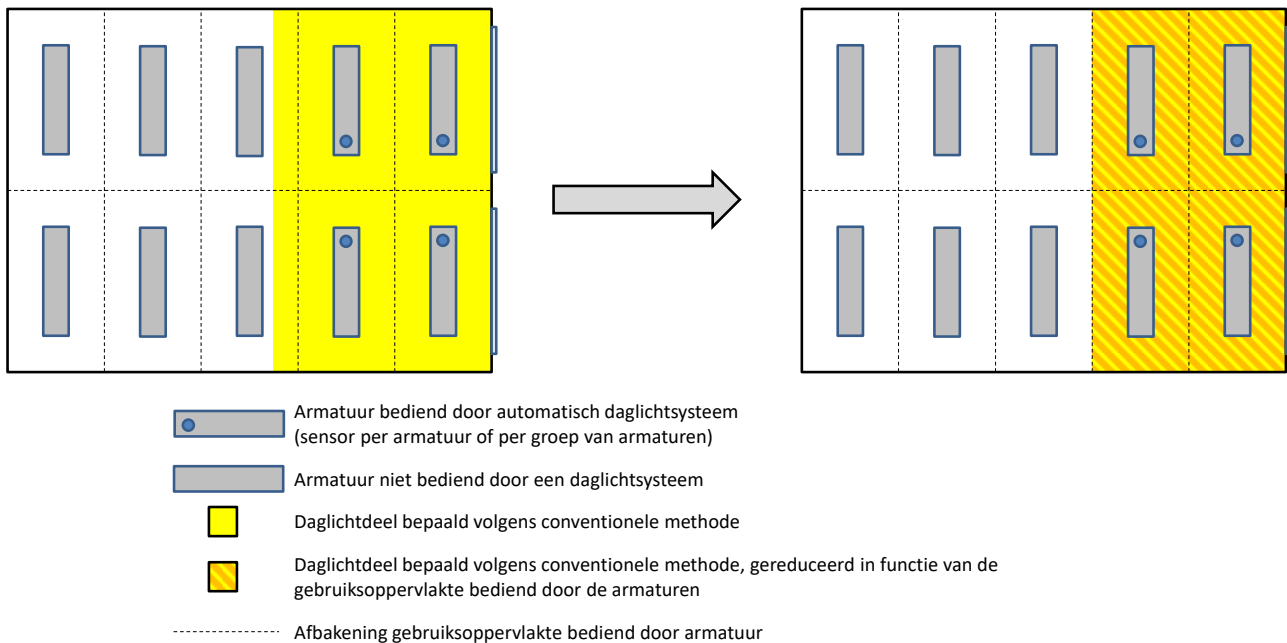 Armatuur bediend door automatisch daglichtsysteem
(sensor per armatuur of per groep van armaturen)
Armatuur niet bediend door een daglichtsysteem
Daglichtdeel bepaald volgens conventionele methode
Daglichtdeel bepaald volgens conventionele methode, gereduceerd in functie van de
gebruiksoppervlakte bediend door de armaturen
Afbakening gebruiksoppervlakte bediend door armatuur